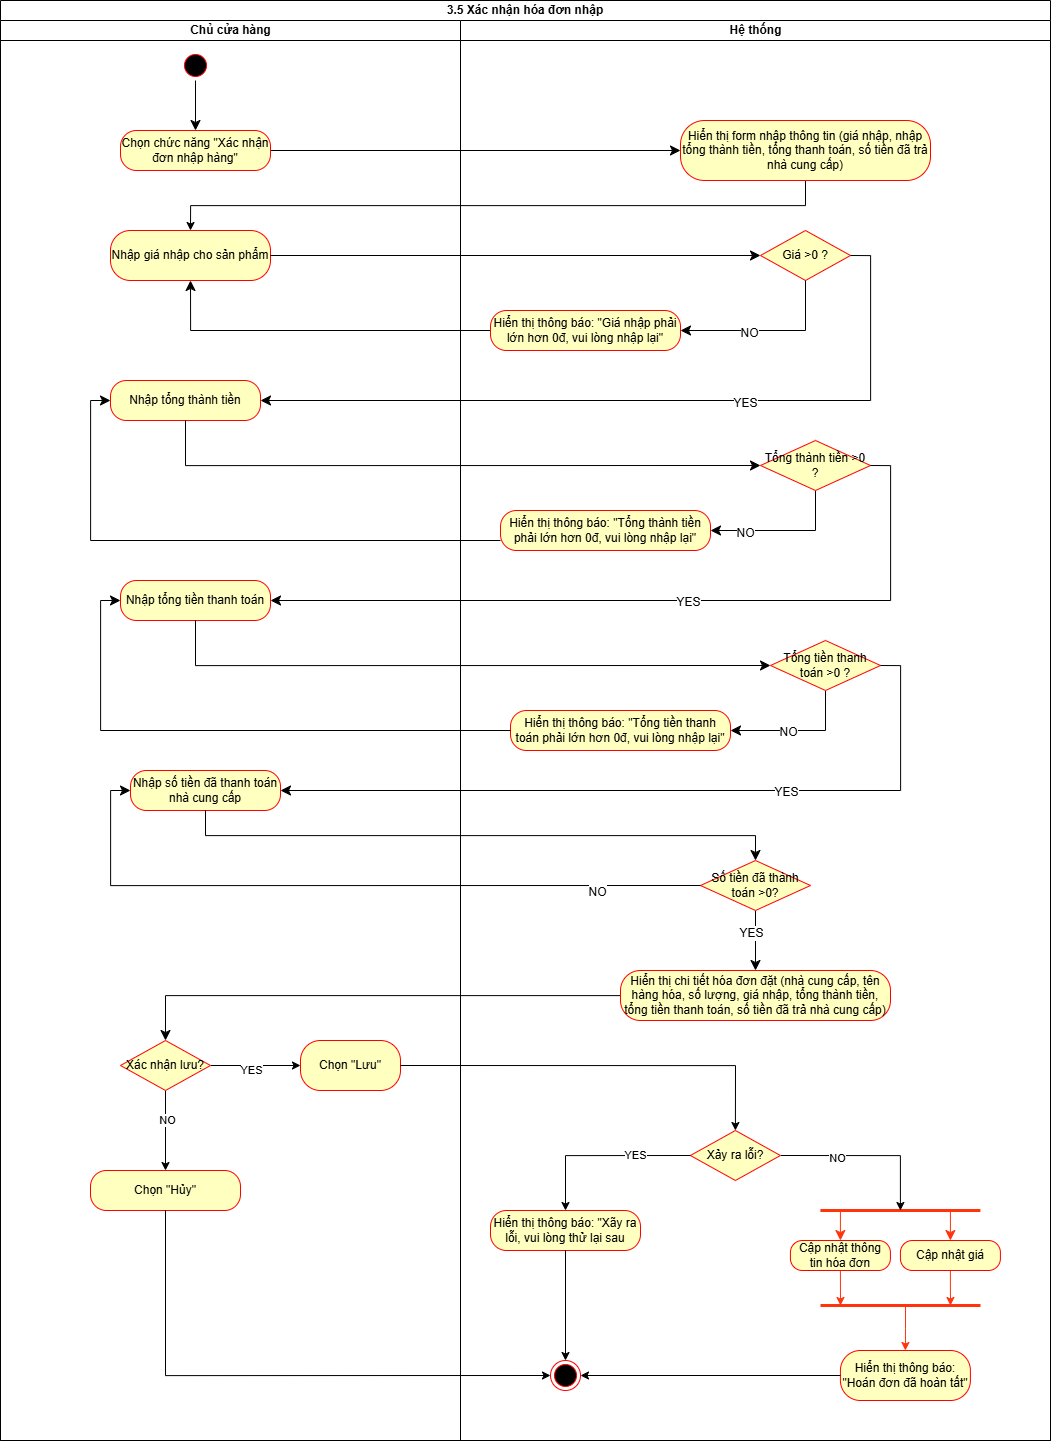 3.5 Xác nhận hóa đơn nhập
Chủ cửa hàng
Hệ thống
Chọn chức năng "Xác nhận
đơn nhập hàng"
Hiển thị form nhập thông tin (giá nhập, nhập
tổng thành tiền, tổng thanh toán, số tiền đã trả
nhà cung cấp)
Nhập giá nhập cho sản phẩm
Giá >0 ?
Hiển thị thông báo: "Giá nhập phải
lớn hơn 0đ, vui lòng nhập lại"
NO
Nhập tổng thành tiền
YES
Tổng thành tiền >0
?
Hiển thị thông báo: "Tổng thành tiền
phải lớn hơn 0đ, vui lòng nhập lại"
NO
Nhập tổng tiền thanh toán
YES
Tổng tiền thanh
toán >0 ?
Hiển thị thông báo: "Tổng tiền thanh
toán phải lớn hơn 0đ, vui lòng nhập lại"
NO
Nhập số tiền đã thanh toán
nhà cung cấp
YES
Số tiền đã thanh
toán >0?
NO
YES
Hiển thị chi tiết hóa đơn đặt (nhà cung cấp, tên
hàng hóa, số lượng, giá nhập, tổng thành tiền,
tổng tiền thanh toán, số tiền đã trả nhà cung cấp)
Xác nhận lưu?
YES
Chọn "Lưu"
NO
Xảy ra lỗi?
YES
NO
Chọn "Hủy"
Hiển thị thông báo: "Xãy ra
lỗi, vui lòng thử lại sau
Cập nhật thông
tin hóa đơn
Cập nhật giá
Hiển thị thông báo:
"Hoán đơn đã hoàn tất"